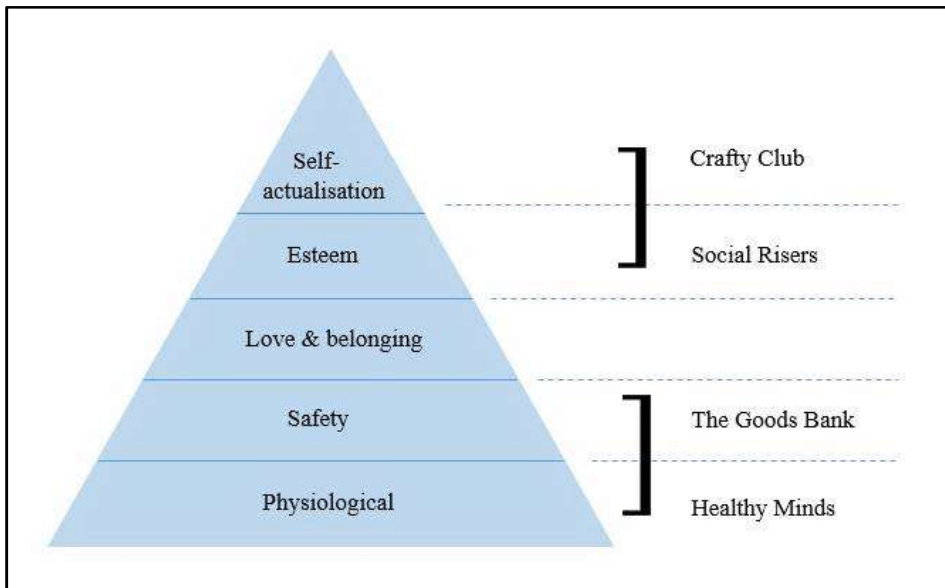 Self-
actualisation
Crafty Club
Esteem
Social Risers
Love & belonging
Safety
The Goods Bank
Physiological
Healthy Minds